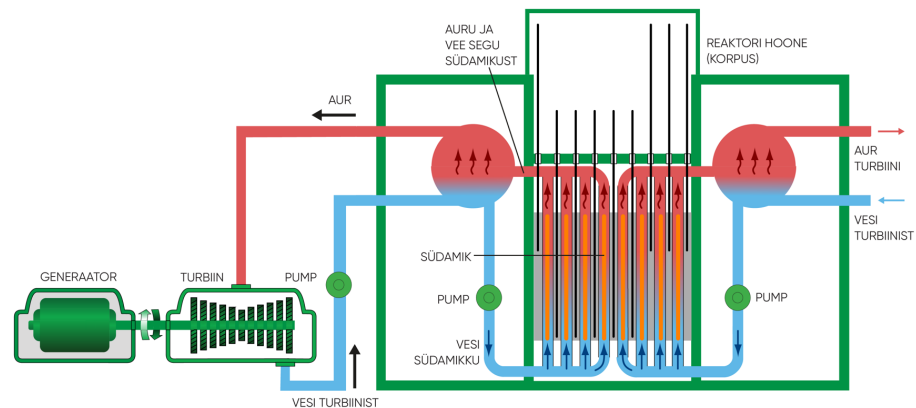 AURU JA
VEE SEGU
SÜDAMIKUST
REAKTORI HOONE
(KORPUS)
AUR
AUR
TURBIINI
VESI
TURBIINIST
SÜDAMIK
GENERAATOR
TURBIIN
PUMP
PUMP
PUMP
VESI
SÜDAMIKKU
VESI TURBIINIST